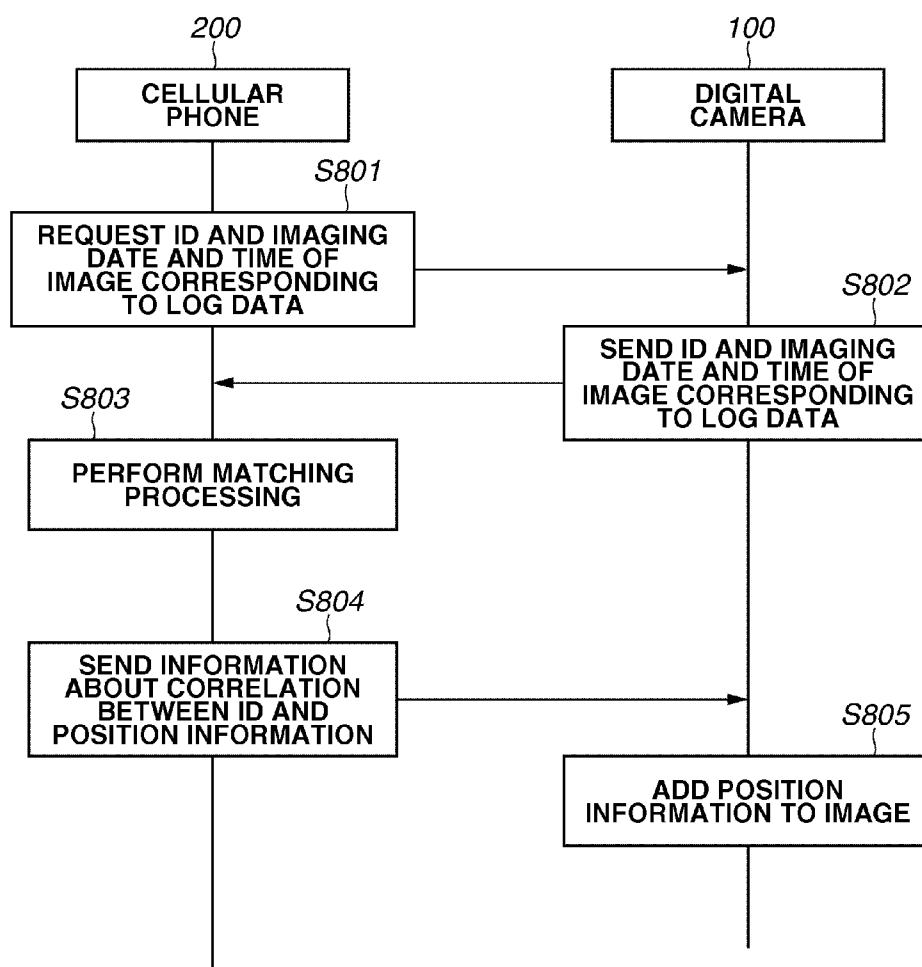 200
100
CELLULAR
PHONE
DIGITAL
CAMERA
S801
REQUEST ID AND IMAGING
DATE AND TIME OF
IMAGE CORRESPONDING
TO LOG DATA
S802
SEND ID AND IMAGING
DATE AND TIME OF
IMAGE CORRESPONDING
TO LOG DATA
S803
PERFORM MATCHING
PROCESSING
S804
SEND INFORMATION
ABOUT CORRELATION
BETWEEN ID AND
POSITION INFORMATION
S805
ADD POSITION
INFORMATION TO IMAGE